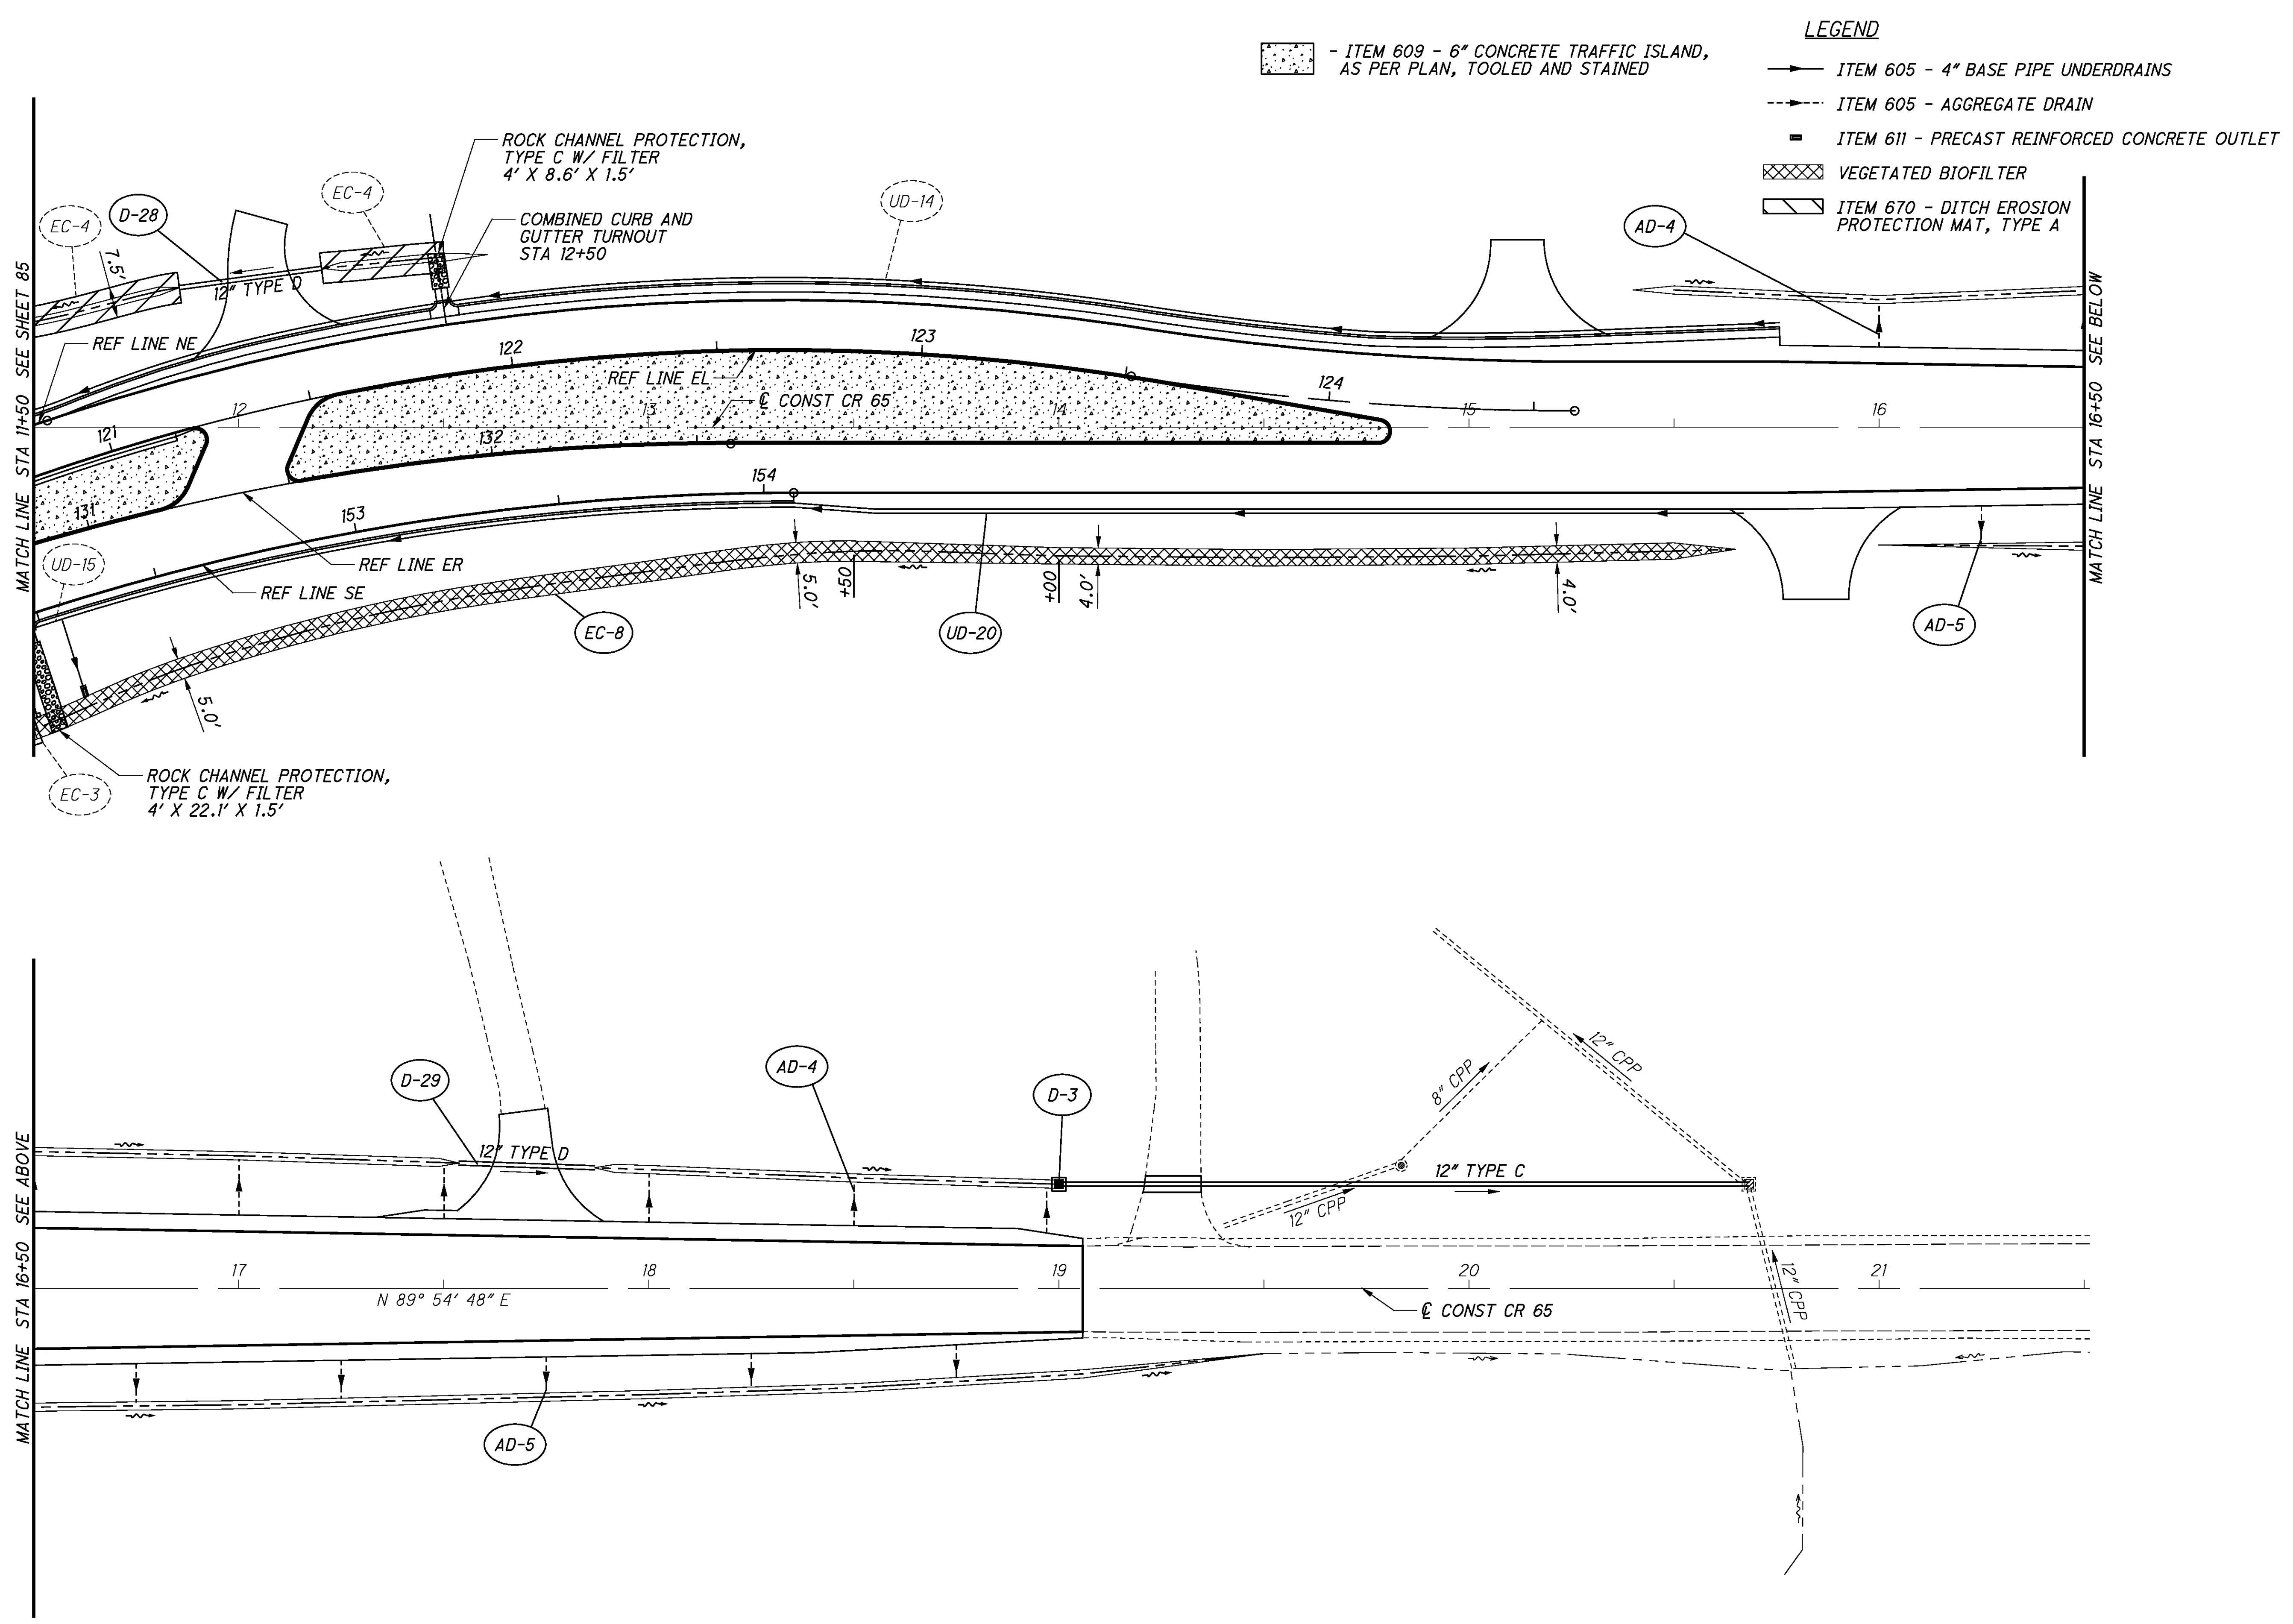 LEGEND
- ITEM 609 - 6" CONCRETE TRAFFIC ISLAND,
AS PER PLAN, TOOLED AND STAINED
ITEM 605 - 4" BASE PIPE UNDERDRAINS
ITEM 605 - AGGREGATE DRAIN
ITEM 611 - PRECAST REINFORCED CONCRETE OUTLET
VEGETATED BIOFILTER
ITEM 670 - DITCH EROSION
PROTECTION MAT, TYPE A
ROCK CHANNEL PROTECTION,
TYPE C W/ FILTER
4' X 8.6' X 1.5'
COMBINED CURB AND
GUTTER TURNOUT
STA 12+50
EC-4
D-28
EC-4
UD-14
AD-4
7.5'
12" TYPE D
MATCH LINE STA 11+50 SEE SHEET 85
MATCH LINE STA 16+50 SEE BELOW
REF LINE NE
122
123
REF LINE EL
124
℄ CONST CR 65
12
13
14
15
16
121
132
131
154
153
REF LINE ER
REF LINE SE
UD-15
5.0'
+50
+00
4.0'
4.0'
EC-8
UD-20
AD-5
5.0'
EC-3
ROCK CHANNEL PROTECTION,
TYPE C W/ FILTER
4' X 22.1' X 1.5'
MATCH LINE STA 16+50 SEE ABOVE
D-29
AD-4
D-3
12" CPP
8" CPP
12" TYPE D
12" TYPE C
12" CPP
12" CPP
17
18
19
20
21
N 89° 54' 48" E
℄ CONST CR 65
AD-5